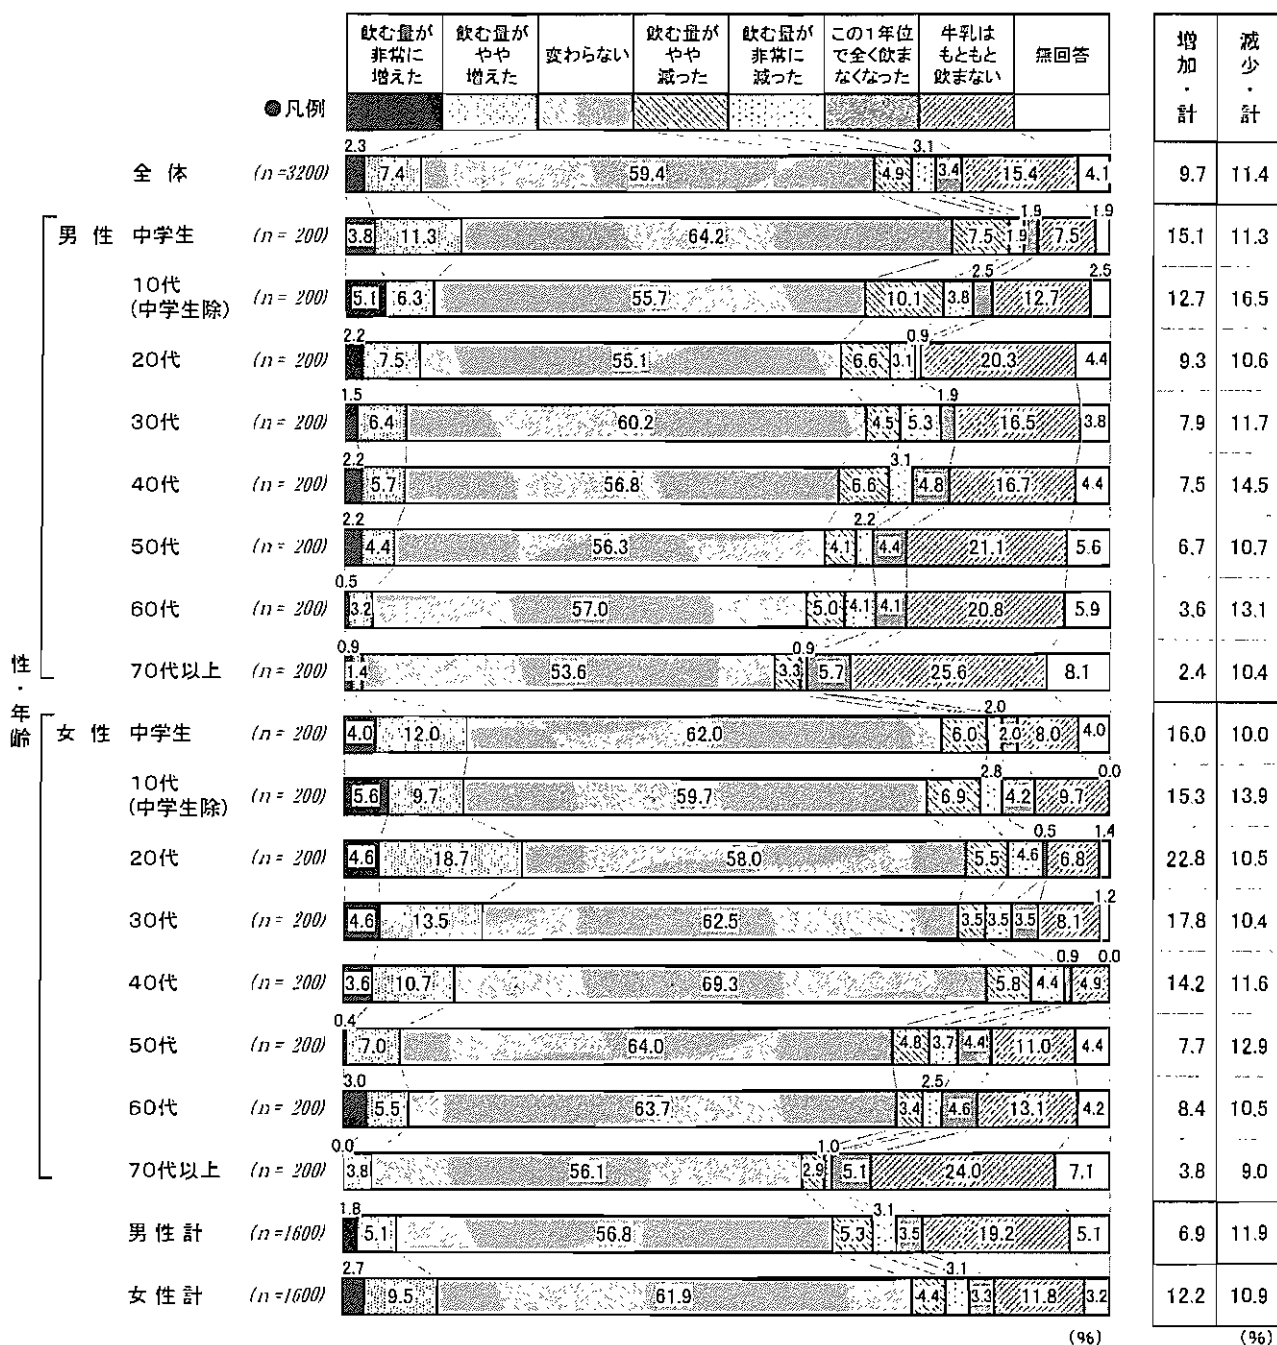 飲む量が非常に増えた 飲む量がやや増えた 変わらない 飲む量がやや減った 飲む量が非常に減った この1年位で全く飲まなくなった 牛乳はもともと飲まない 無回答 増加・計 減少・計
●凡例
全体 (n=3200) 2.3 7.4 59.4 4.9 3.1 3.4 15.4 4.1 9.7 11.4
性・年齢
男性 中学生 (n= 200) 3.8 11.3 64.2 7.5 1.9 1.9 7.5 1.9 15.1 11.3
10代(中学生除) (n= 200) 5.1 6.3 55.7 10.1 3.8 2.5 12.7 2.5 12.7 16.5
20代 (n= 200) 2.2 7.5 55.1 6.6 3.1 0.9 20.3 4.4 9.3 10.6
30代 (n= 200) 1.5 6.4 60.2 4.5 5.3 1.9 16.5 3.8 7.9 11.7
40代 (n= 200) 2.2 5.7 56.8 6.6 3.1 4.8 16.7 4.4 7.5 14.5
50代 (n= 200) 2.2 4.4 56.3 4.1 2.2 4.4 21.1 5.6 6.7 10.7
60代 (n= 200) 0.5 3.2 57.0 5.0 4.1 4.1 20.8 5.9 3.6 13.1
70代以上 (n= 200) 0.9 1.4 53.6 3.3 0.9 5.7 25.6 8.1 2.4 10.4
女性 中学生 (n= 200) 4.0 12.0 62.0 6.0 2.0 2.0 8.0 4.0 16.0 10.0
10代(中学生除) (n= 200) 5.6 9.7 59.7 6.9 2.8 4.2 9.7 0.0 15.3 13.9
20代 (n= 200) 4.6 18.7 58.0 5.5 4.6 0.5 6.8 1.4 22.8 10.5
30代 (n= 200) 4.6 13.5 62.5 3.5 3.5 3.5 8.1 1.2 17.8 10.4
40代 (n= 200) 3.6 10.7 69.3 5.8 4.4 0.9 4.9 0.0 14.2 11.6
50代 (n= 200) 0.4 7.0 64.0 4.8 3.7 4.4 11.0 4.4 7.7 12.9
60代 (n= 200) 3.0 5.5 63.7 3.4 2.5 4.6 13.1 4.2 8.4 10.5
70代以上 (n= 200) 0.0 3.8 56.1 2.9 1.0 5.1 24.0 7.1 3.8 9.0
男性計 (n=1600) 1.8 5.1 56.8 5.3 3.1 3.5 19.2 5.1 6.9 11.9
女性計 (n=1600) 2.7 9.5 61.9 4.4 3.1 3.3 11.8 3.2 12.2 10.9
(%) (%)